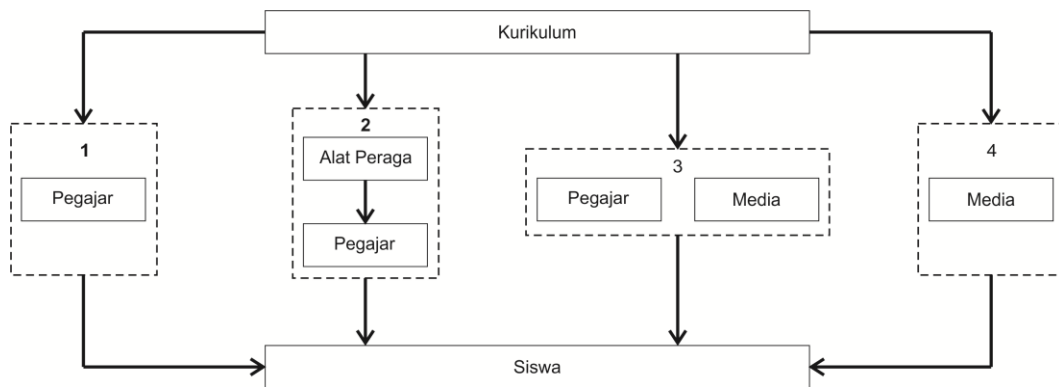 Kurikulum
1
Pegajar
2
Alat Peraga
Pegajar
3
Pegajar
Media
4
Media
Siswa